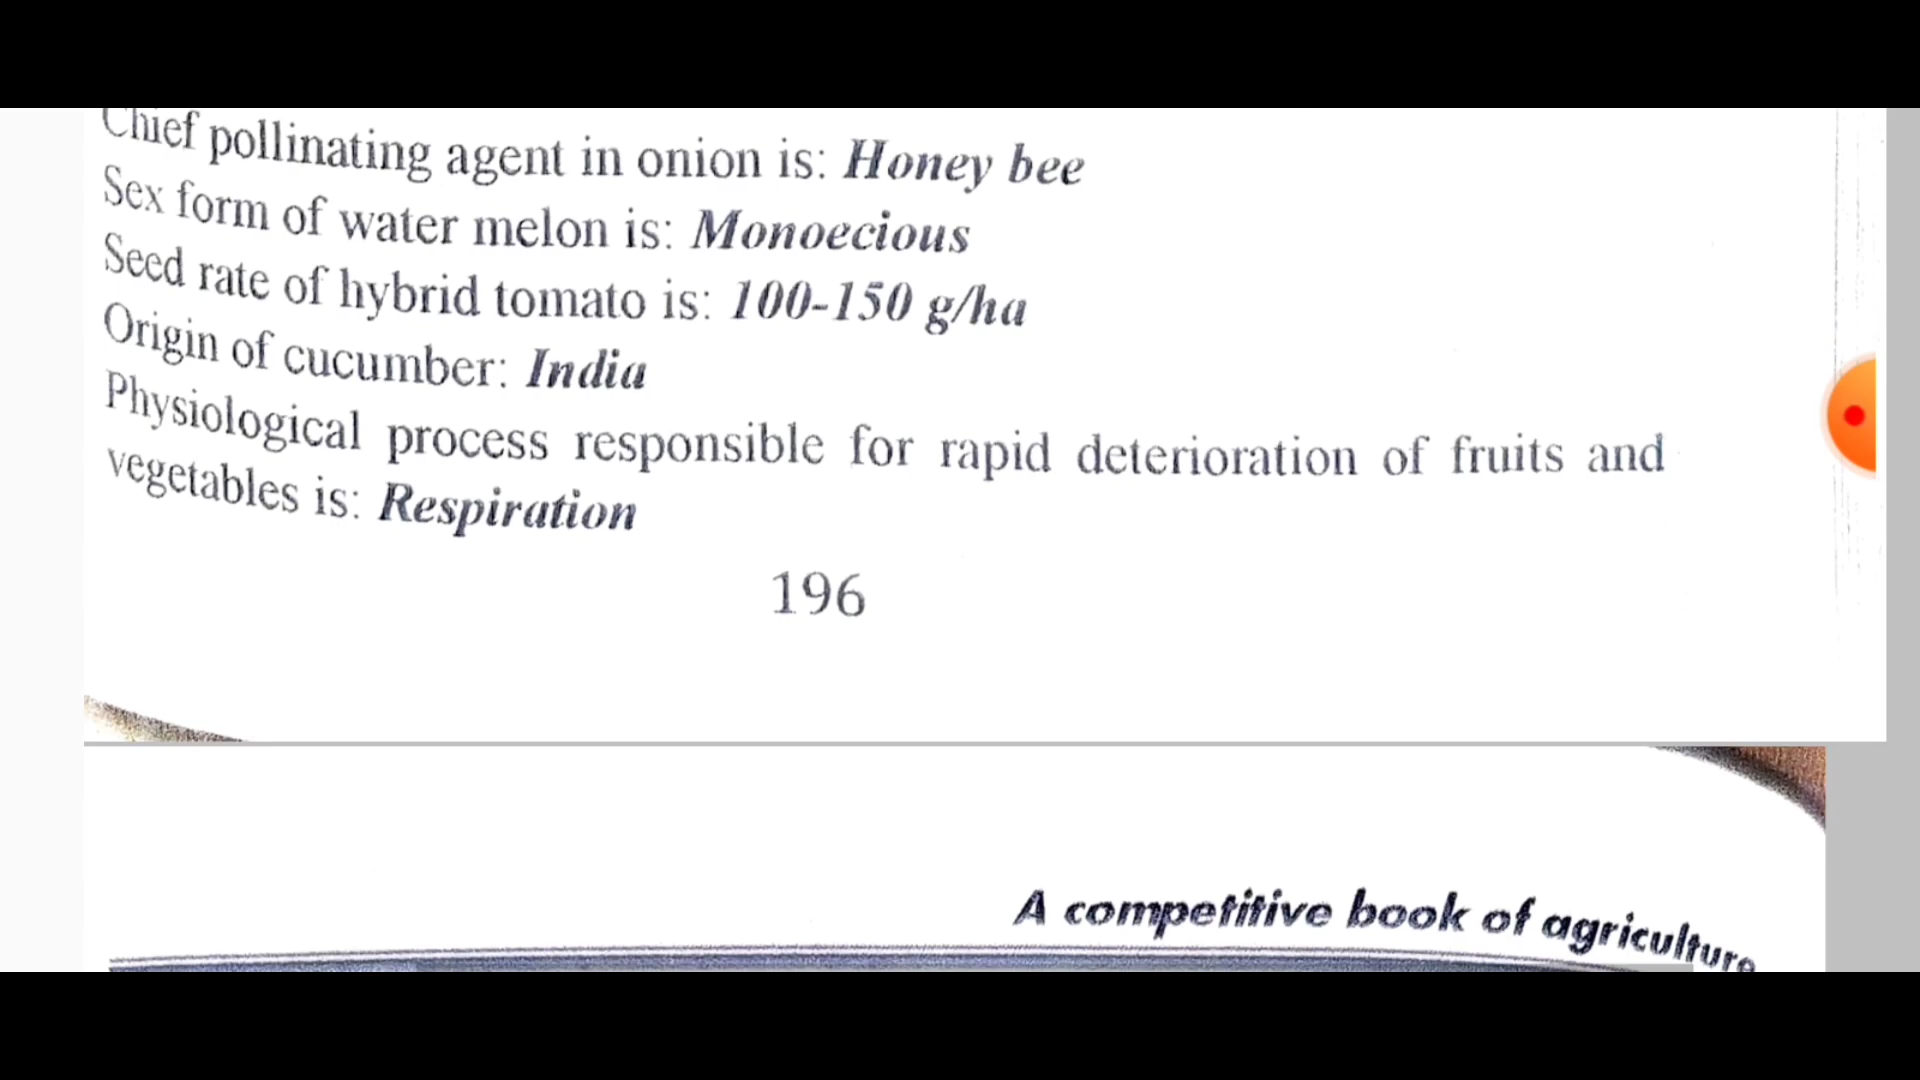 Chief pollinating agent in onion is: Honey bee
Sex form of water melon is: Monoecious
Seed rate of hybrid tomato is: 100-150 g/ha
Origin of cucumber: India
Physiological process responsible for rapid deterioration of fruits and
vegetables is: Respiration
196
A competitive book of agriculture